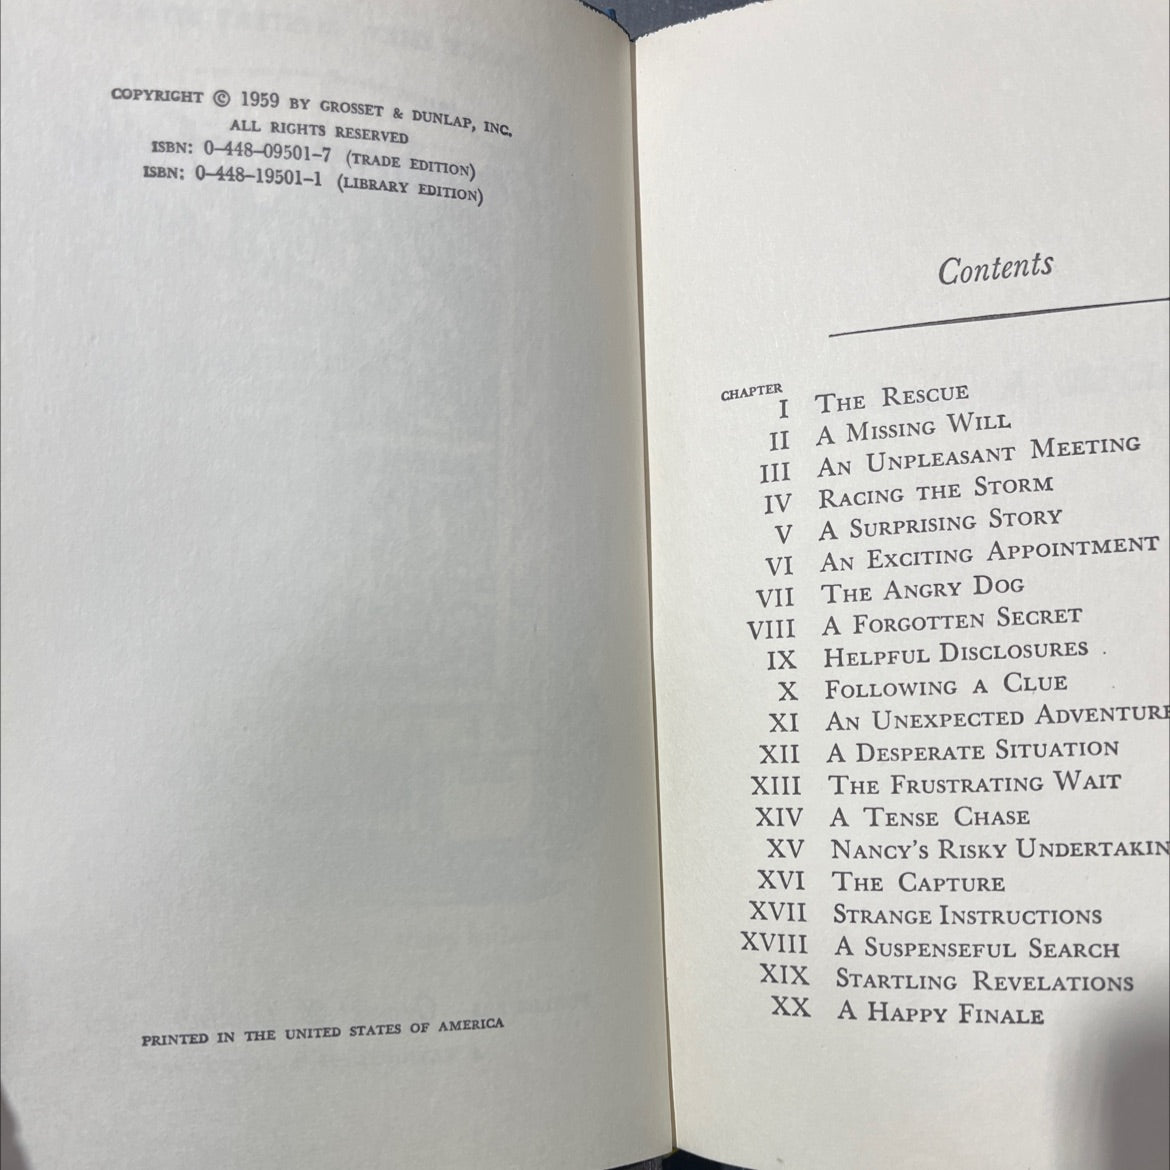 COPYRIGHT © 1959 BY GROSSET & DUNLAP, INC.
ALL RIGHTS RESERVED
ISBN: 0-448-09501-7 (TRADE EDITION)
ISBN: 0-448-19501-1 (LIBRARY EDITION)
PRINTED IN THE UNITED STATES OF AMERICA
Contents
CHAPTER
I THE RESCUE
II A MISSING WILL
III AN UNPLEASANT MEETING
IV RACING THE STORM
V A SURPRISING STORY
VI AN EXCITING APPOINTMENT
VII THE ANGRY DOG
VIII A FORGOTTEN SECRET
IX HELPFUL DISCLOSURES
X FOLLOWING A CLUE
XI AN UNEXPECTED ADVENTURE
XII A DESPERATE SITUATION
XIII THE FRUSTRATING WAIT
XIV A TENSE CHASE
XV NANCY'S RISKY UNDERTAKIN
XVI THE CAPTURE
XVII STRANGE INSTRUCTIONS
XVIII A SUSPENSEFUL SEARCH
XIX STARTLING REVELATIONS
XX A HAPPY FINALE